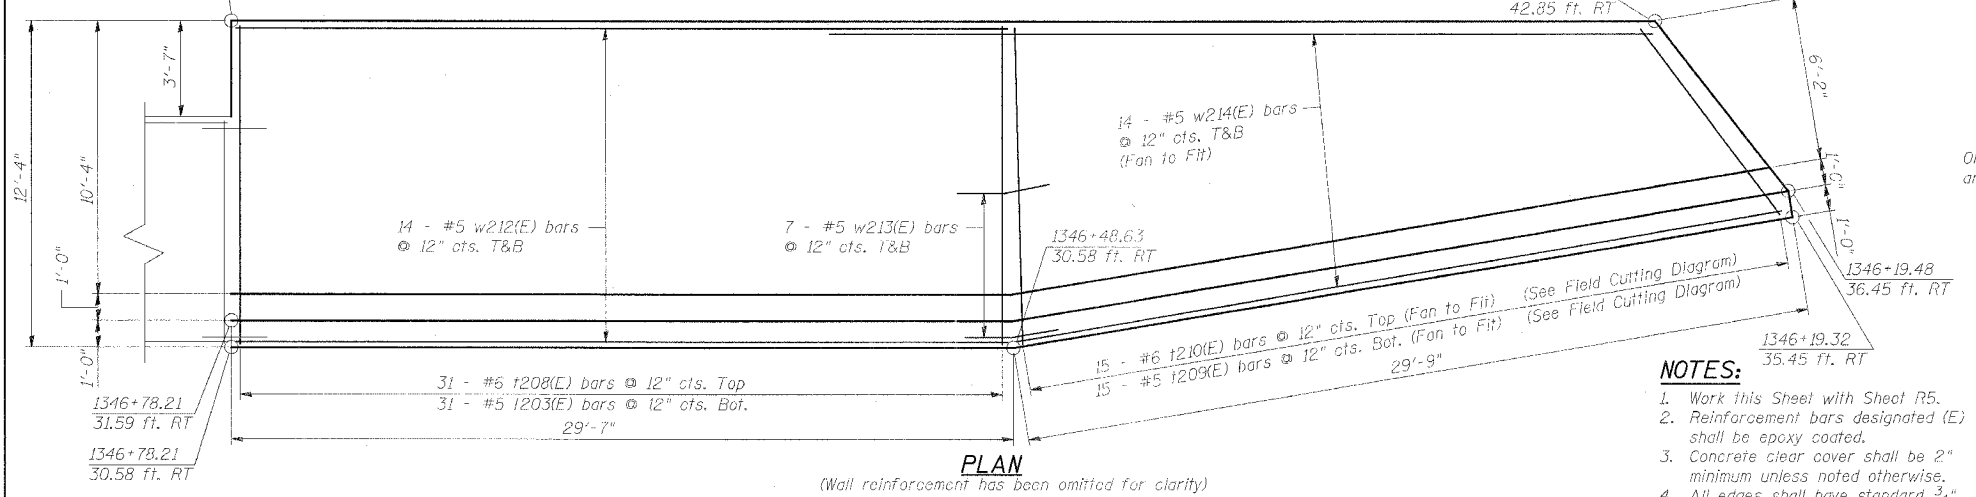 42.85 ft. RT
12'-4"
10'-4"
3'-7"
1'-0"
1'-0"
14 - #5 w212(E) bars
@ 12" cts. T&B
7 - #5 w213(E) bars
@ 12" cts. T&B
14 - #5 w214(E) bars
@ 12" cts. T&B
(Fan to Fit)
6'-2"
1'-0"
1346+48.63
30.58 ft. RT
1346+19.48
36.45 ft. RT
1346+19.32
35.45 ft. RT
15 - #6 t210(E) bars @ 12" cts. Top (Fan to Fit) (See Field Cutting Diagram)
15 - #5 t209(E) bars @ 12" cts. Bot. (Fan to Fit) (See Field Cutting Diagram)
29'-9"
31 - #6 t208(E) bars @ 12" cts. Top
31 - #5 t203(E) bars @ 12" cts. Bot.
29'-7"
1346+78.21
31.59 ft. RT
1346+78.21
30.58 ft. RT
PLAN
(Wall reinforcement has been omitted for clarity)
NOTES:
1. Work this Sheet with Sheet R5.
2. Reinforcement bars designated (E)
shall be epoxy coated.
3. Concrete clear cover shall be 2"
minimum unless noted otherwise.
4. All edges shall have standard 3/4"